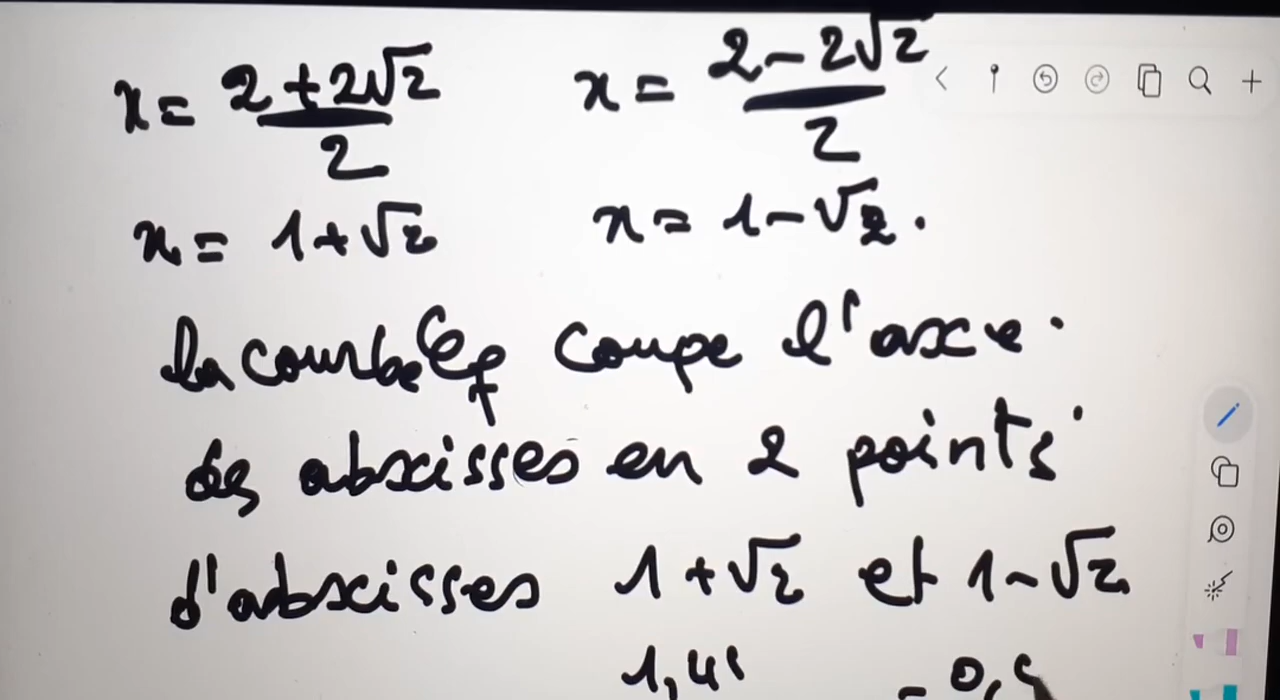 x = 2+2√2 / 2    x = 2-2√2 / 2
x = 1+√2    x = 1-√2.
la courbe Cf coupe l'axe
des abscisses en 2 points
d'abscisses 1+√2 et 1-√2
1,41    -0,